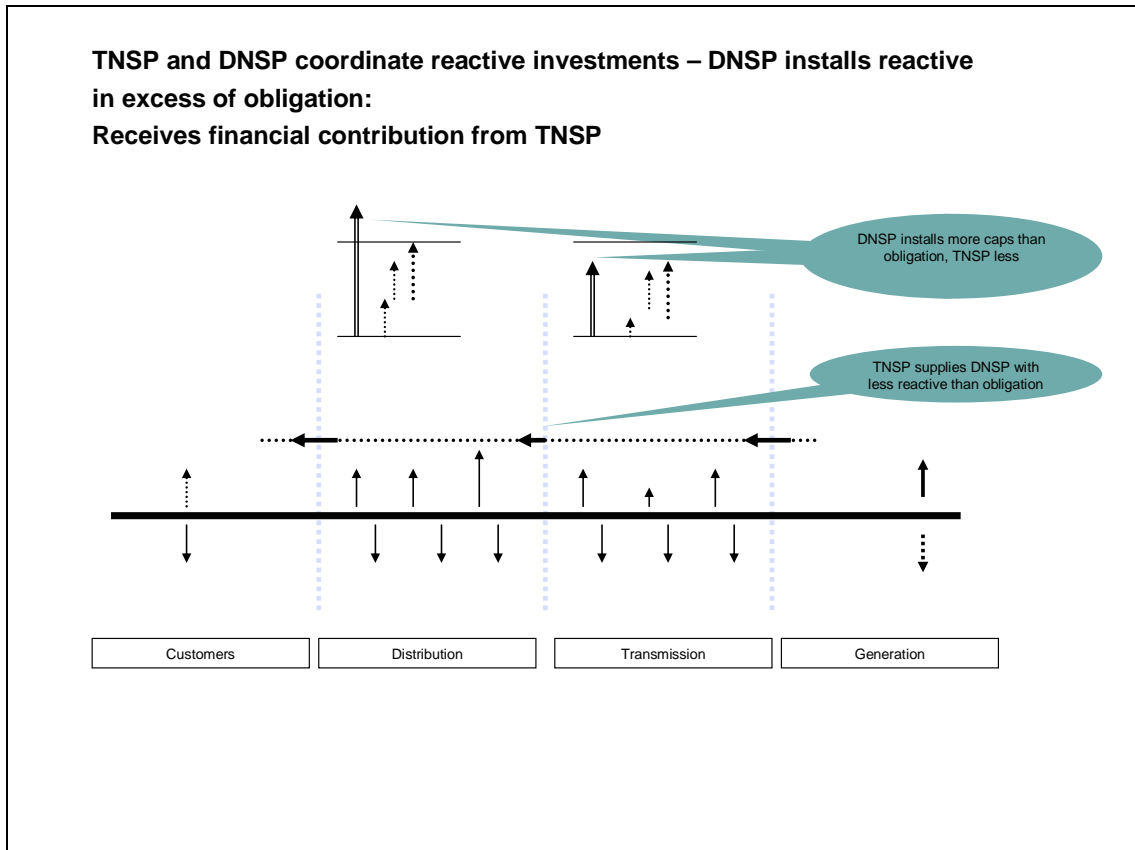 TNSP and DNSP coordinate reactive investments – DNSP installs reactive
in excess of obligation:
Receives financial contribution from TNSP
DNSP installs more caps than
obligation, TNSP less
TNSP supplies DNSP with
less reactive than obligation
Customers
Distribution
Transmission
Generation